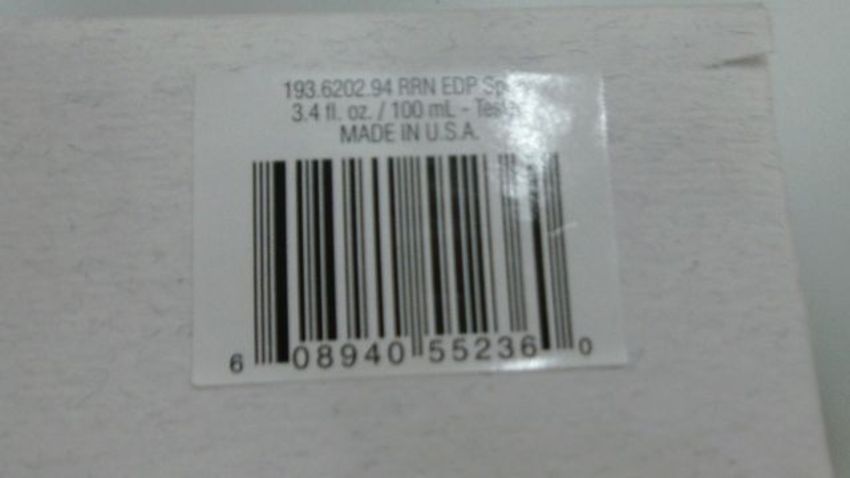 193.6202.94 RRN EDP
3.4 fl. oz. / 100 mL -
MADE IN U.S.A.
6 08940 55236 0